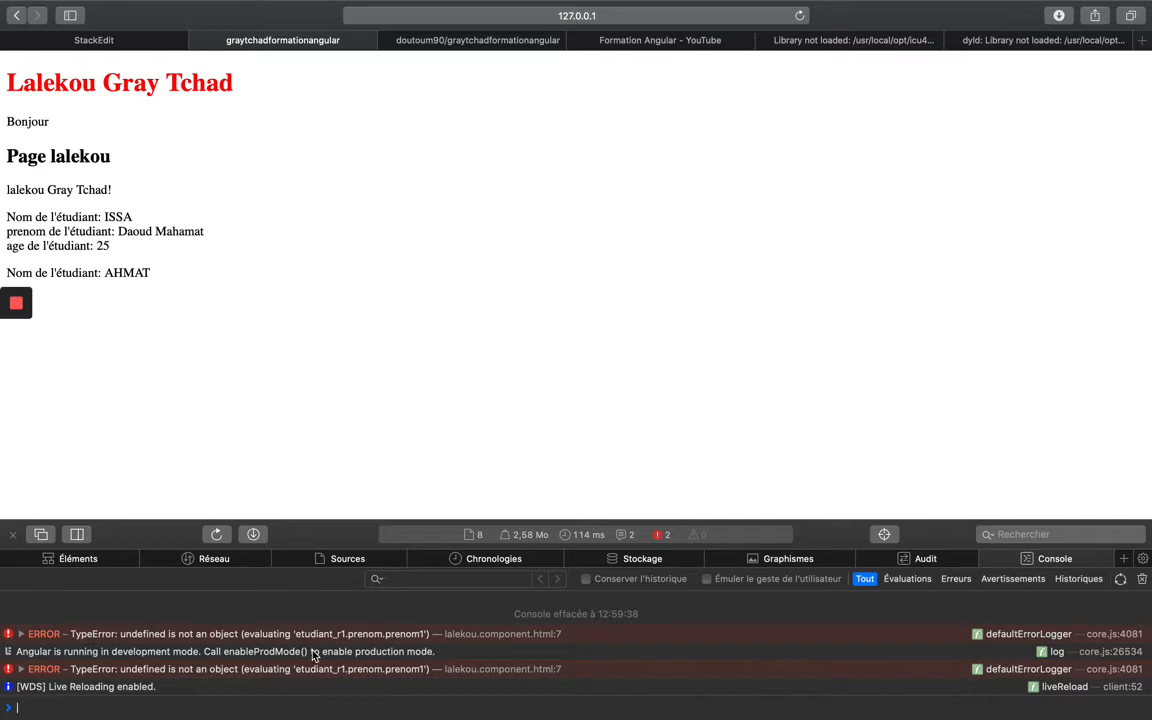 127.0.0.1
StackEdit
graytchadformationangular
doutoum90/graytchadformationangular
Formation Angular - YouTube
Library not loaded: /usr/local/opt/icu4...
dyld: Library not loaded: /usr/local/opt...
Lalekou Gray Tchad
Bonjour
Page lalekou
lalekou Gray Tchad!
Nom de l'étudiant: ISSA
prenom de l'étudiant: Daoud Mahamat
age de l'étudiant: 25
Nom de l'étudiant: AHMAT
8 2,58 Mo 114 ms 2 2 0
Rechercher
Éléments
Réseau
Sources
Chronologies
Stockage
Graphismes
Audit
Console
Conserver l'historique
Émuler le geste de l'utilisateur
Tout
Évaluations
Erreurs
Avertissements
Historiques
Console effacée à 12:59:38
ERROR – TypeError: undefined is not an object (evaluating 'etudiant_r1.prenom.prenom1') — lalekou.component.html:7 defaultErrorLogger — core.js:4081
Angular is running in development mode. Call enableProdMode() to enable production mode. log — core.js:26534
ERROR – TypeError: undefined is not an object (evaluating 'etudiant_r1.prenom.prenom1') — lalekou.component.html:7 defaultErrorLogger — core.js:4081
[WDS] Live Reloading enabled. liveReload — client:52